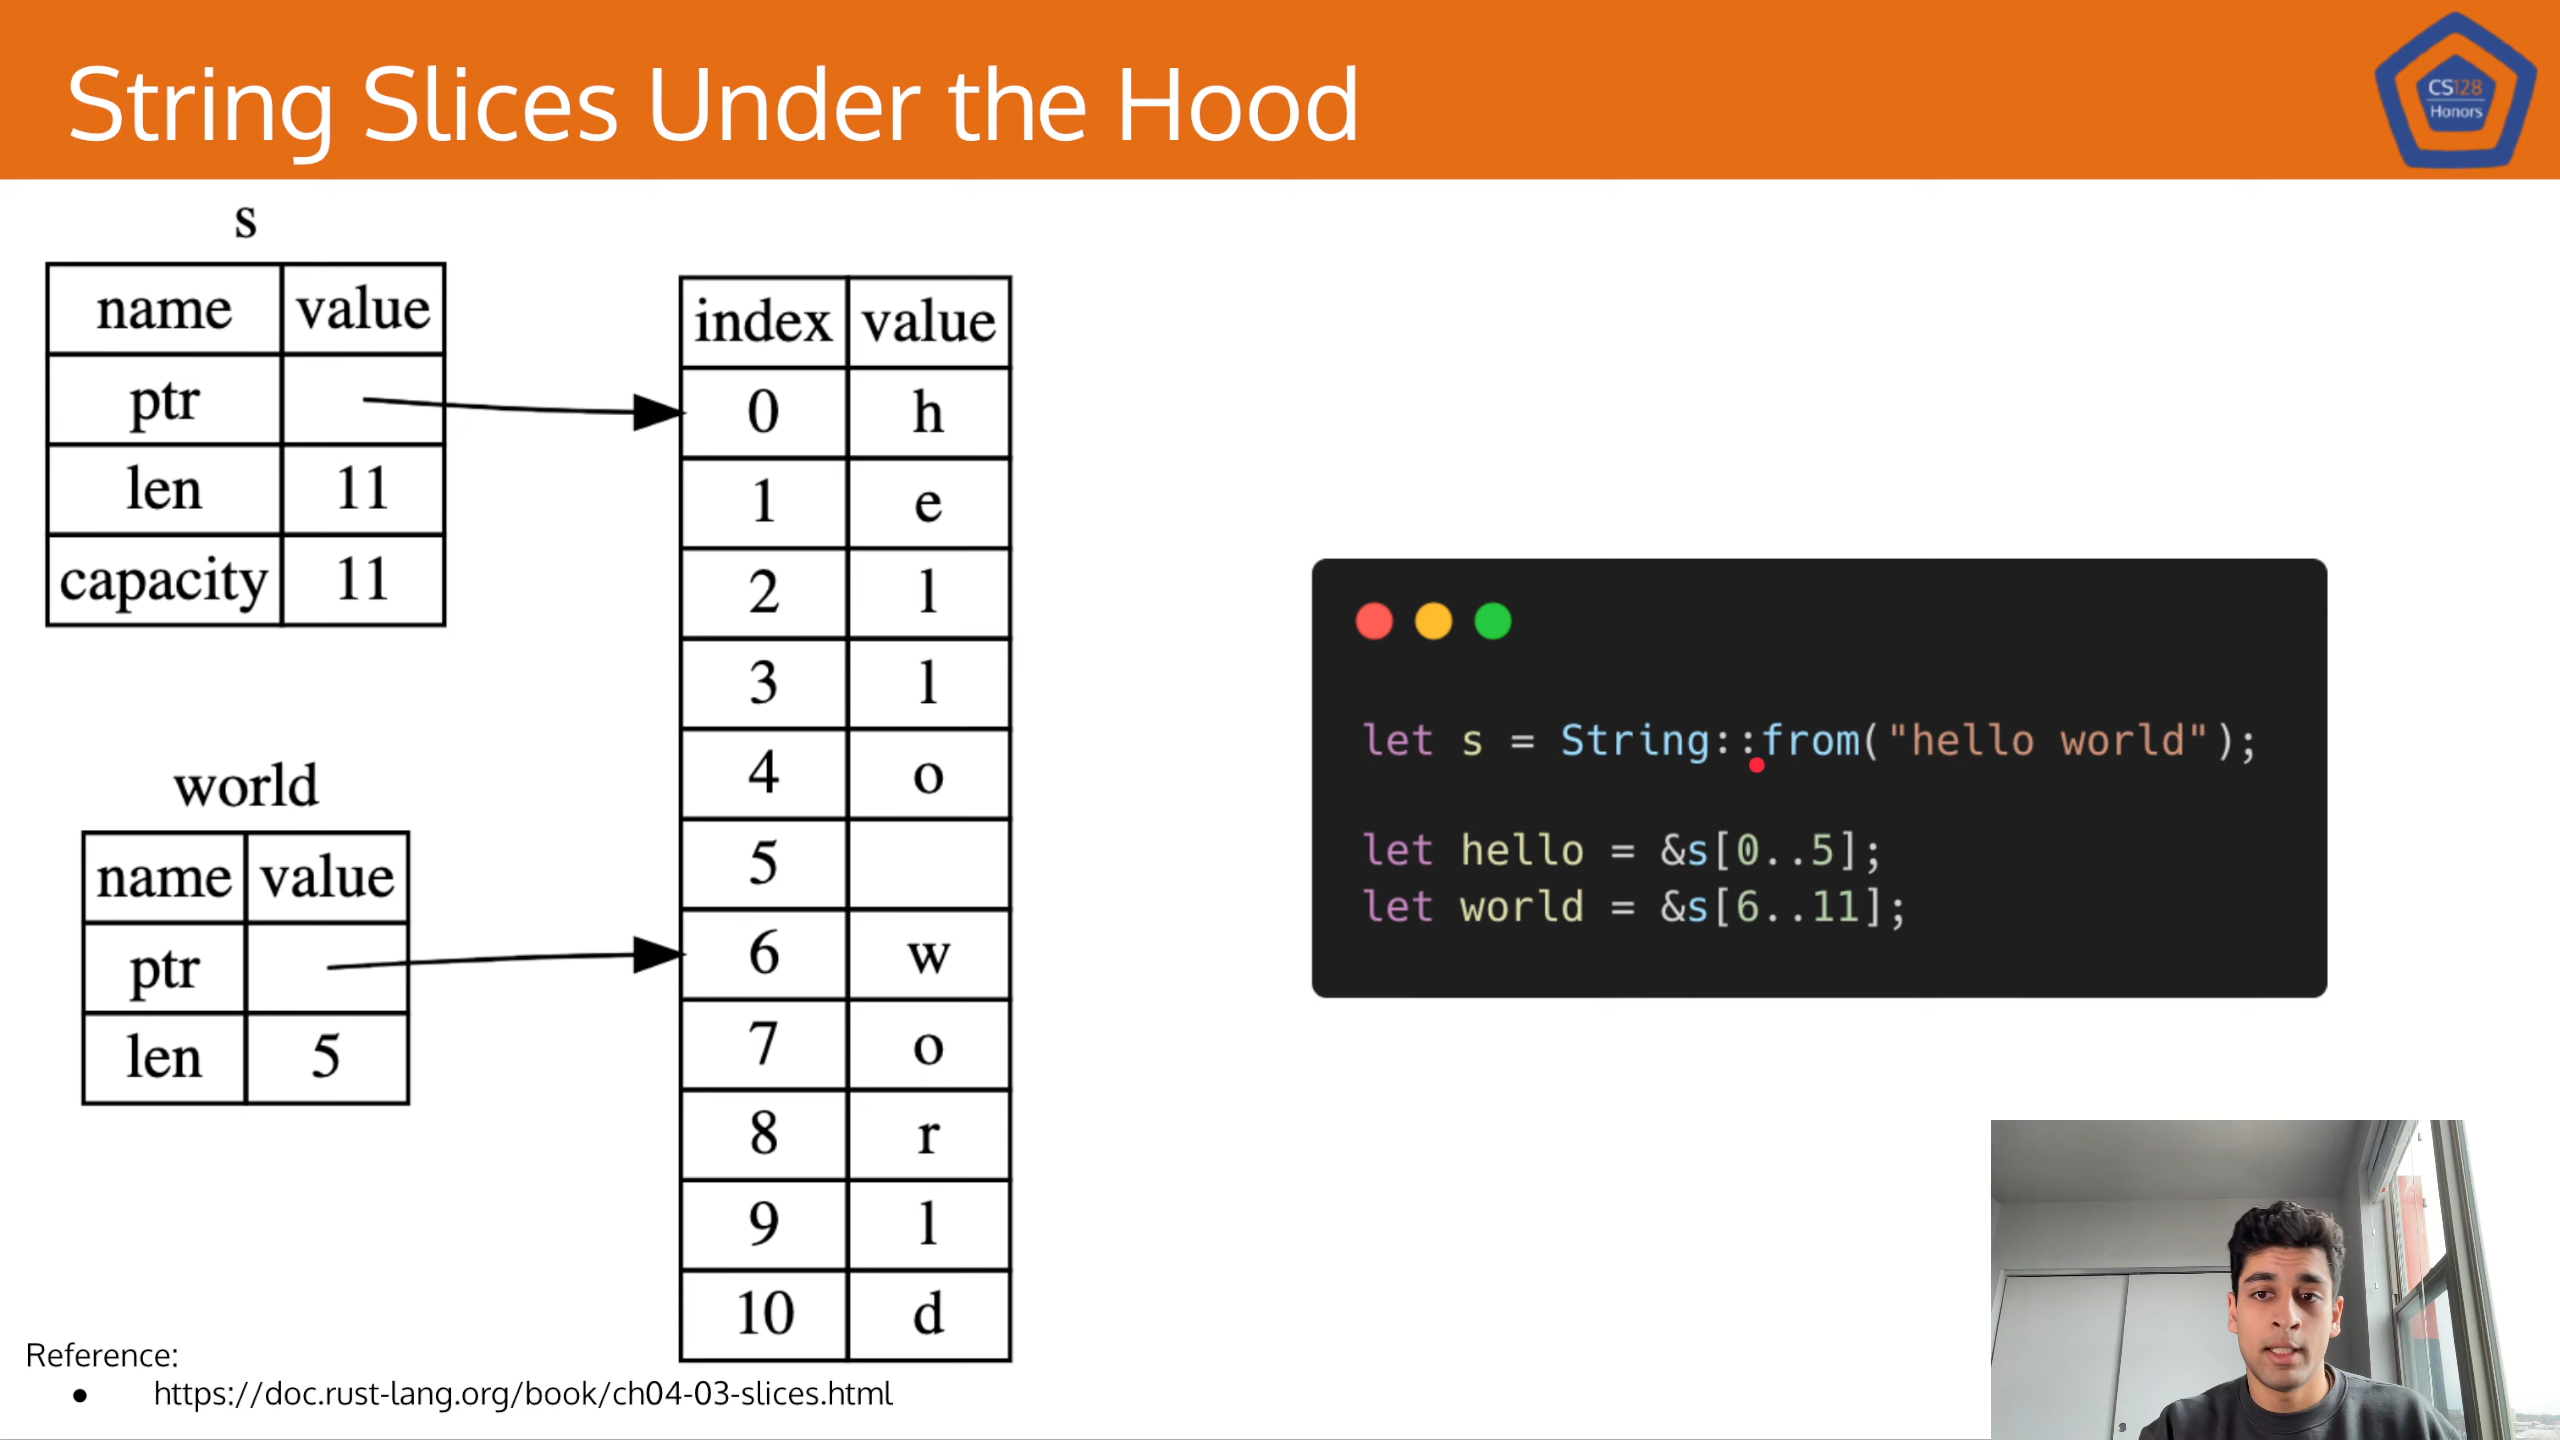 String Slices Under the Hood
CS128
Honors
s
name value
ptr
len 11
capacity 11
world
name value
ptr
len 5
index value
0 h
1 e
2 l
3 l
4 o
5
6 w
7 o
8 r
9 l
10 d
let s = String::from("hello world");
let hello = &s[0..5];
let world = &s[6..11];
Reference:
● https://doc.rust-lang.org/book/ch04-03-slices.html